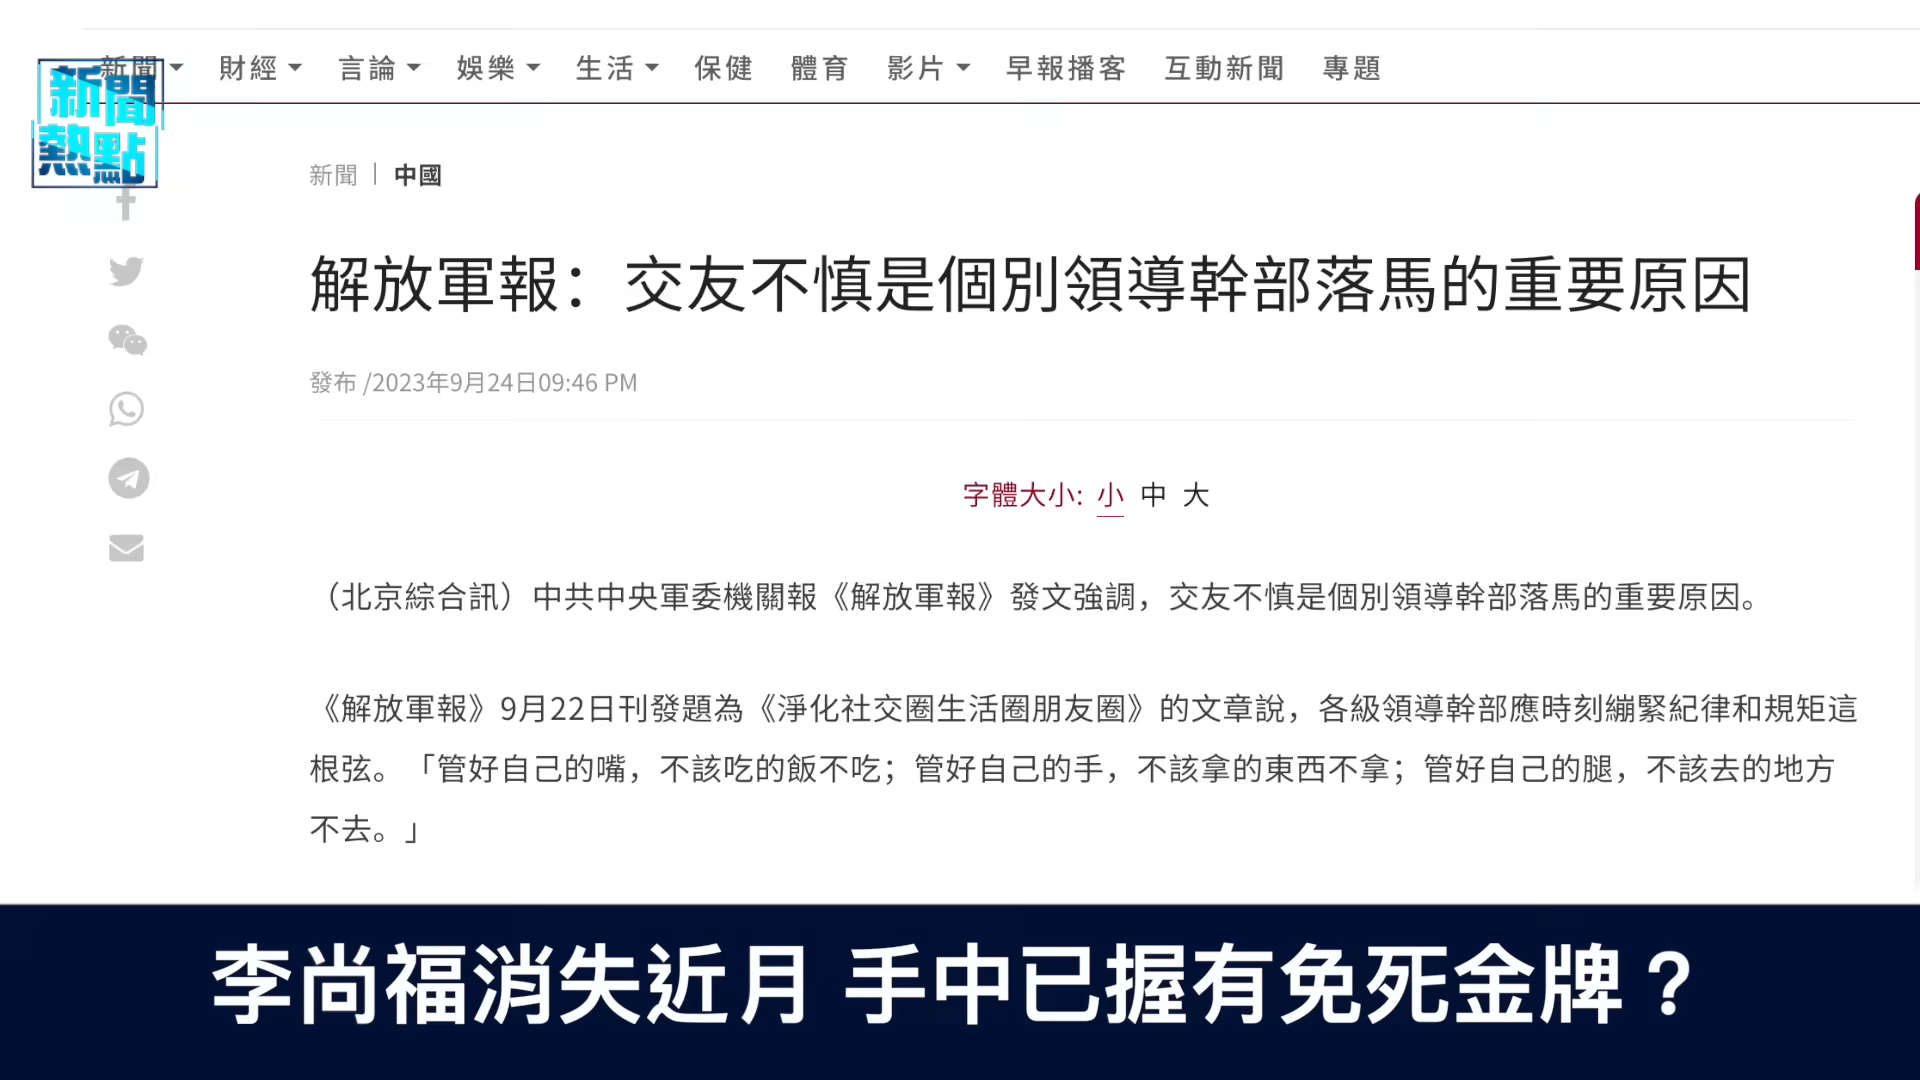 新聞 財經 言論 娛樂 生活 保健 體育 影片 早報播客 互動新聞 專題
新聞
熱點
新聞 | 中國
解放軍報：交友不慎是個別領導幹部落馬的重要原因
發布 /2023年9月24日09:46 PM
字體大小: 小 中 大
（北京綜合訊）中共中央軍委機關報《解放軍報》發文強調，交友不慎是個別領導幹部落馬的重要原因。
《解放軍報》9月22日刊發題為《淨化社交圈生活圈朋友圈》的文章說，各級領導幹部應時刻繃緊紀律和規矩這
根弦。「管好自己的嘴，不該吃的飯不吃；管好自己的手，不該拿的東西不拿；管好自己的腿，不該去的地方
不去。」
李尚福消失近月 手中已握有免死金牌？